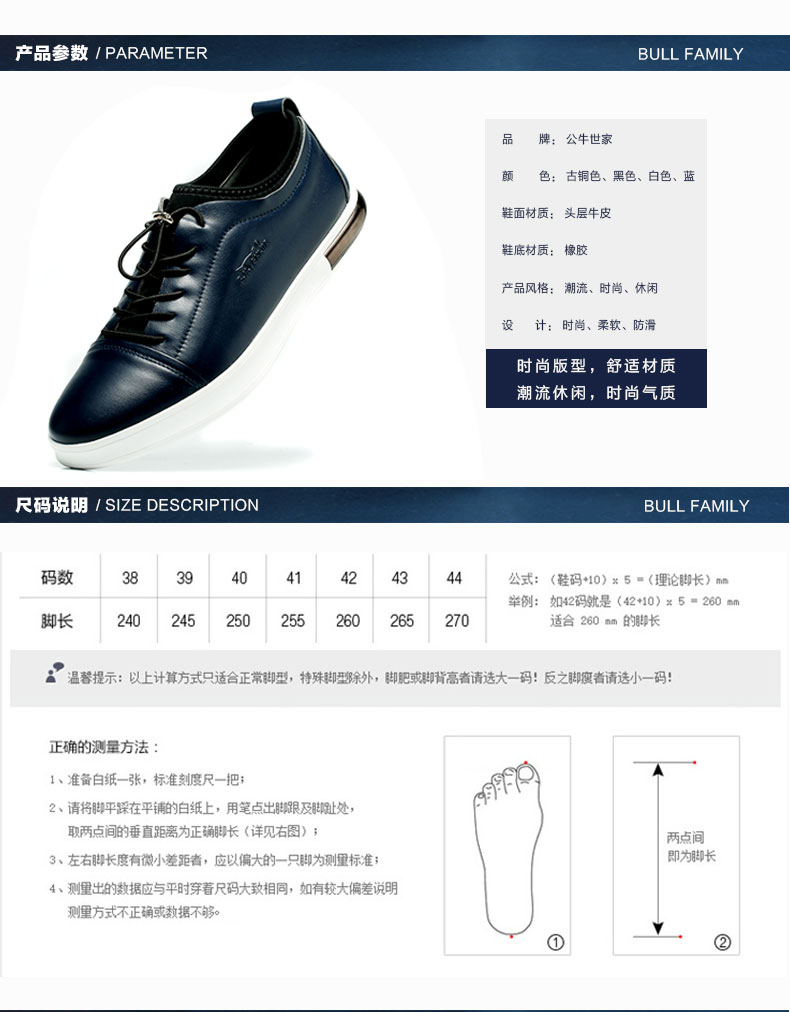 产品参数 / PARAMETER
BULL FAMILY
品 牌：公牛世家
颜 色：古铜色、黑色、白色、蓝
鞋面材质：头层牛皮
鞋底材质：橡胶
产品风格：潮流、时尚、休闲
设 计：时尚、柔软、防滑
时尚版型，舒适材质
潮流休闲，时尚气质
尺码说明 / SIZE DESCRIPTION
BULL FAMILY
码数 38 39 40 41 42 43 44
脚长 240 245 250 255 260 265 270
公式：（鞋码+10）x 5 =（理论脚长）mm
举例：如42码就是（42+10）x 5 = 260 mm
适合 260 mm 的脚长
温馨提示：以上计算方式只适合正常脚型，特殊脚型除外，脚肥或脚背高者请选大一码！反之脚瘦者请选小一码！
正确的测量方法：
1、准备白纸一张，标准刻度尺一把；
2、请将脚平踩在平铺的白纸上，用笔点出脚跟及脚趾处，
取两点间的垂直距离为正确脚长（详见右图）；
3、左右脚长度有微小差距者，应以偏大的一只脚为测量标准；
4、测量出的数据应与平时穿着尺码大致相同，如有较大偏差说明
测量方式不正确或数据不够。
①
两点间
即为脚长
②